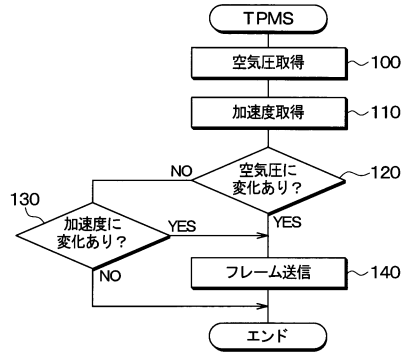 TPMS
空気圧取得
100
加速度取得
110
空気圧に
変化あり？
120
NO
YES
130
加速度に
変化あり？
YES
NO
フレーム送信
140
エンド